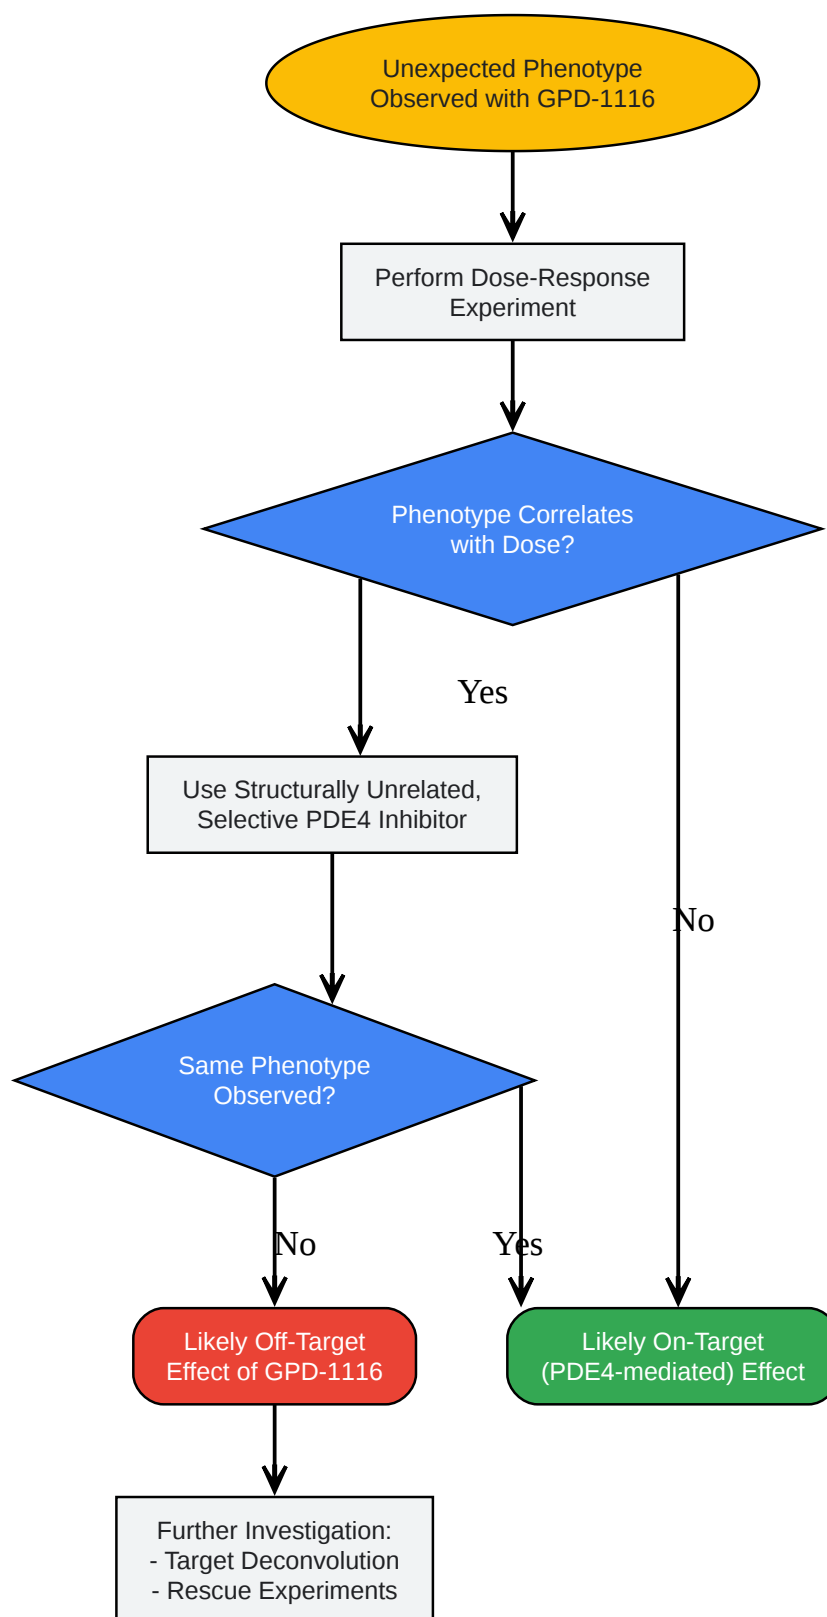 Unexpected Phenotype
Observed with GPD-1116
Perform Dose-Response
Experiment
Phenotype Correlates
with Dose?
Yes
Use Structurally Unrelated,
Selective PDE4 Inhibitor
No
Same Phenotype
Observed?
No
Yes
Likely Off-Target
Effect of GPD-1116
Likely On-Target
(PDE4-mediated) Effect
Further Investigation:
- Target Deconvolution
- Rescue Experiments